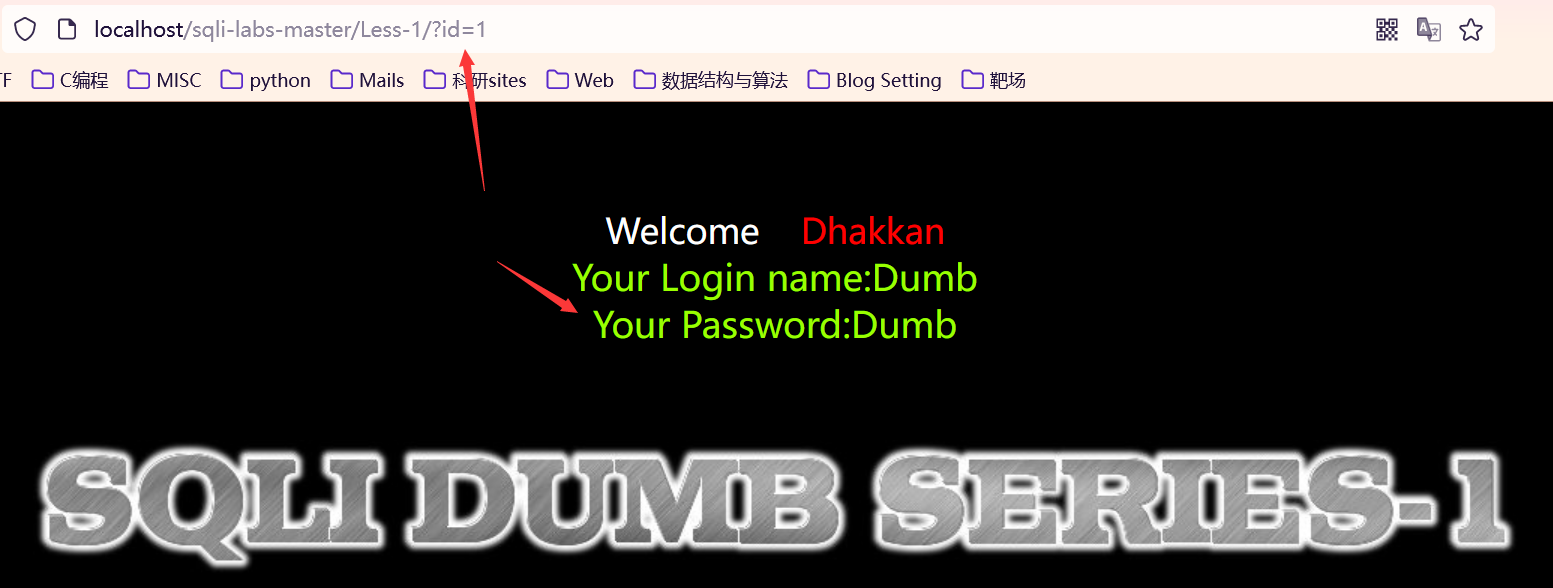 localhost/sqli-labs-master/Less-1/?id=1
TF C编程 MISC python Mails 科研sites Web 数据结构与算法 Blog Setting 靶场
Welcome Dhakkan
Your Login name:Dumb
Your Password:Dumb
SQLI DUMB SERIES-1